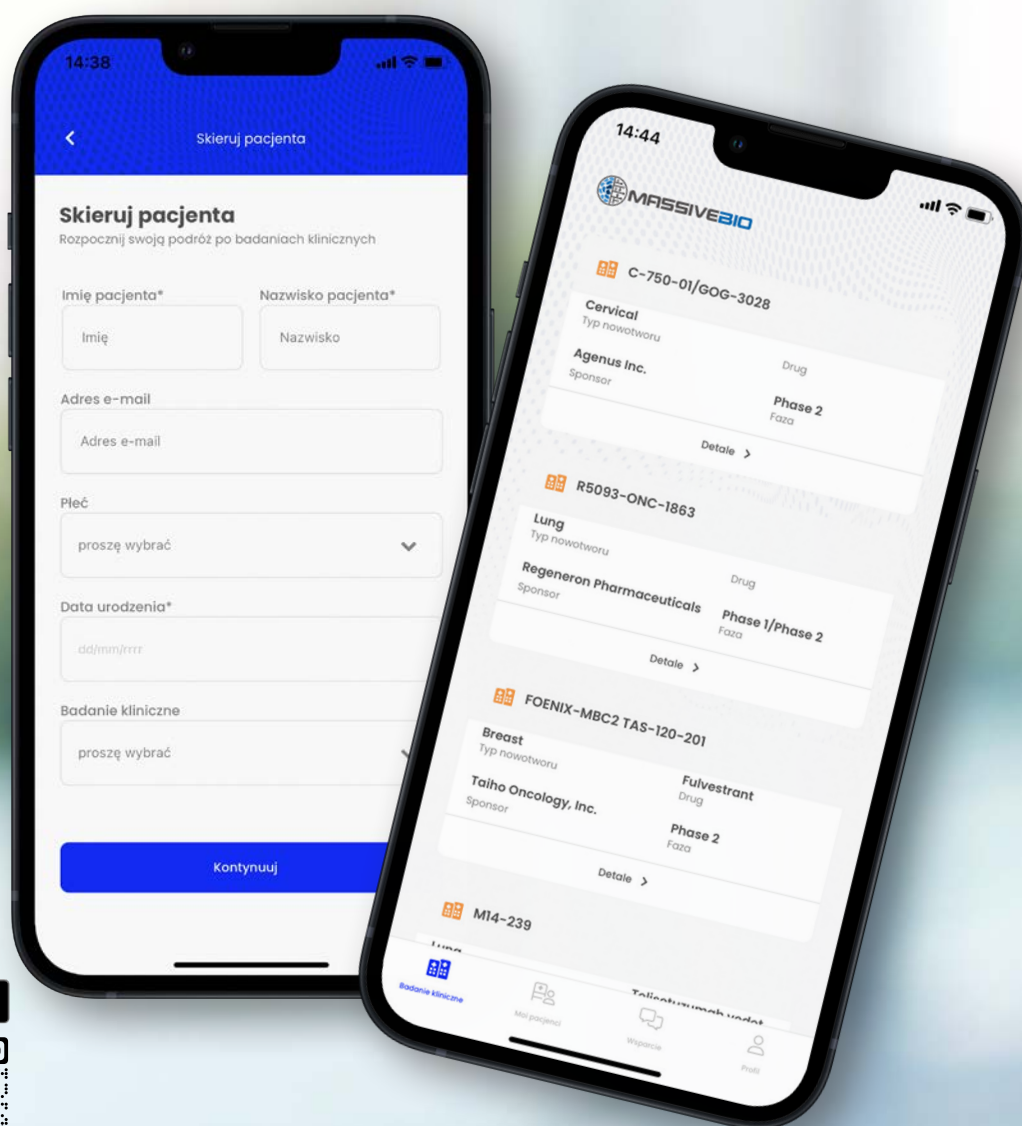 14:38
Skieruj pacjenta
Skieruj pacjenta
Rozpocznij swoją podróż po badaniach klinicznych
Imię pacjenta*
Nazwisko pacjenta*
Imię
Nazwisko
Adres e-mail
Adres e-mail
Płeć
proszę wybrać
Data urodzenia*
dd/mm/rrrr
Badanie kliniczne
proszę wybrać
Kontynuuj
14:44
MASSIVEBIO
C-750-01/GOG-3028
Cervical
Typ nowotworu
Drug
Agenus Inc.
Sponsor
Phase 2
Faza
Detale
R5093-ONC-1863
Lung
Typ nowotworu
Drug
Regeneron Pharmaceuticals
Sponsor
Phase 1/Phase 2
Faza
Detale
FOENIX-MBC2 TAS-120-201
Breast
Typ nowotworu
Fulvestrant
Drug
Taiho Oncology, Inc.
Sponsor
Phase 2
Faza
Detale
M14-239
Lung
Badanie kliniczne
Moi pacjenci
Wsparcie
Profil